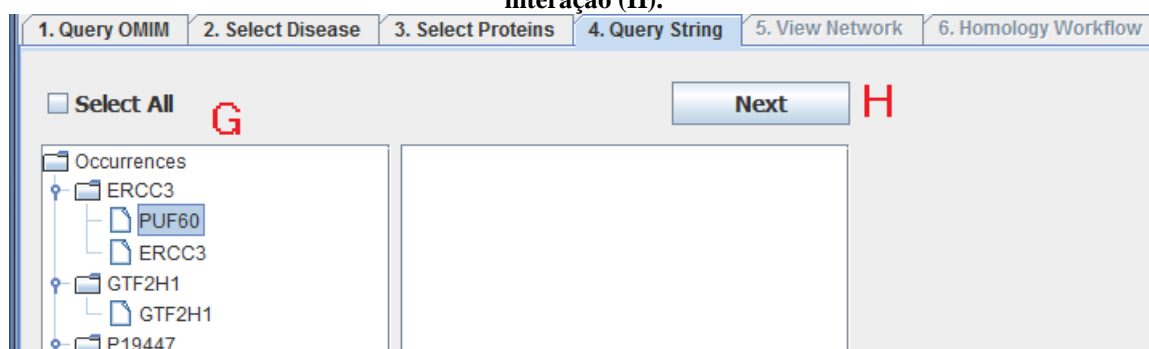 interação (H).
1. Query OMIM 2. Select Disease 3. Select Proteins 4. Query String 5. View Network 6. Homology Workflow
Select All G Next H
Occurrences
ERCC3
PUF60
ERCC3
GTF2H1
GTF2H1
P19447